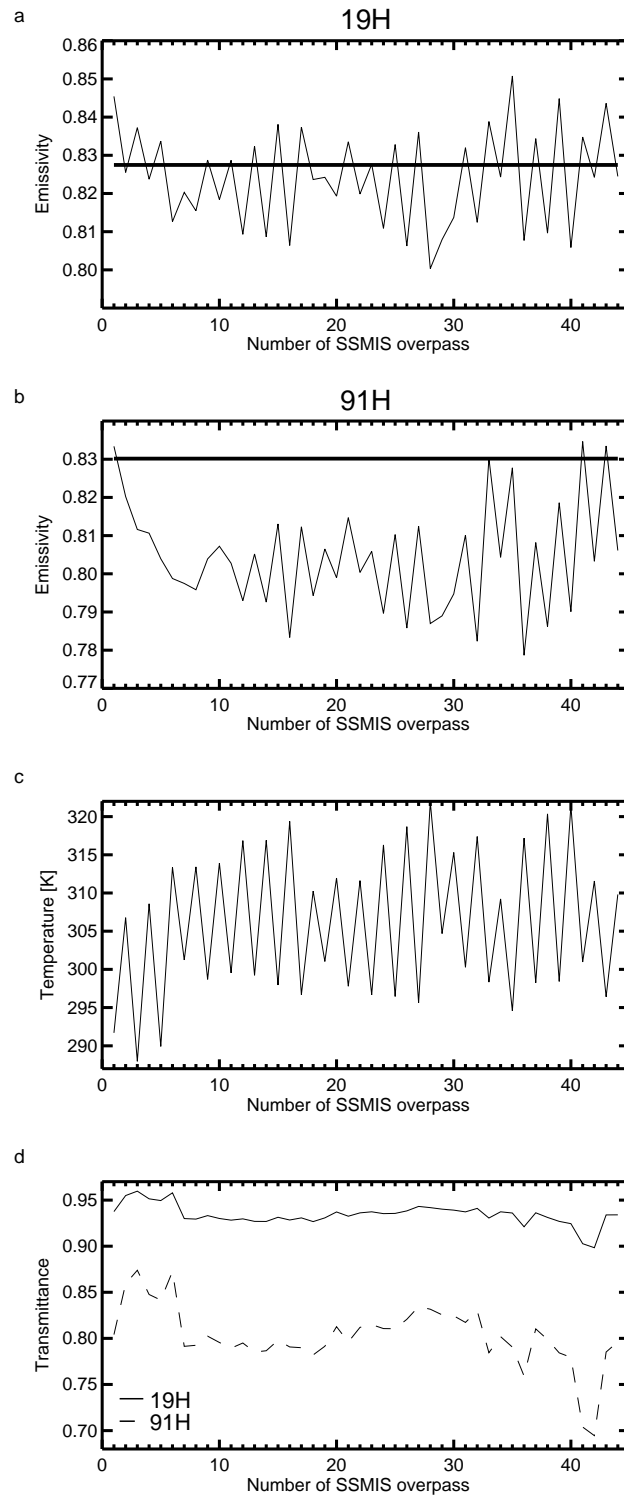 a
19H
0.86
0.85
0.84
0.83
0.82
0.81
0.80
Emissivity
0 10 20 30 40
Number of SSMIS overpass
b
91H
0.83
0.82
0.81
0.80
0.79
0.78
0.77
Emissivity
0 10 20 30 40
Number of SSMIS overpass
c
320
315
310
305
300
295
290
Temperature [K]
0 10 20 30 40
Number of SSMIS overpass
d
0.95
0.90
0.85
0.80
0.75
0.70
Transmittance
19H
91H
0 10 20 30 40
Number of SSMIS overpass